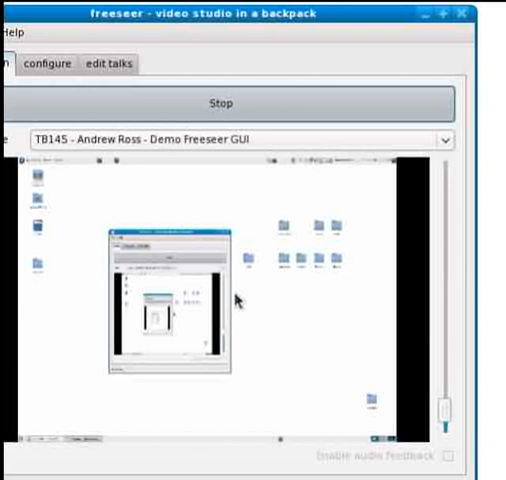 freeseer - video studio in a backpack
Help
configure edit talks
Stop
TB145 - Andrew Ross - Demo Freeseer GUI
Enable audio feedback